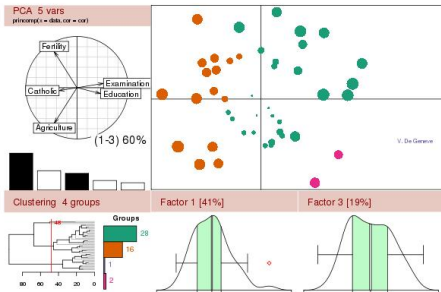 PCA 5 vars
princomp(x = data, cor = cor)
Fertility
Examination
Catholic
Education
Agriculture
(1-3) 60%
V. De Geneve
Clustering 4 groups
Factor 1 [41%]
Factor 3 [19%]
Groups
28
16
1
2
80 60 40 20 0